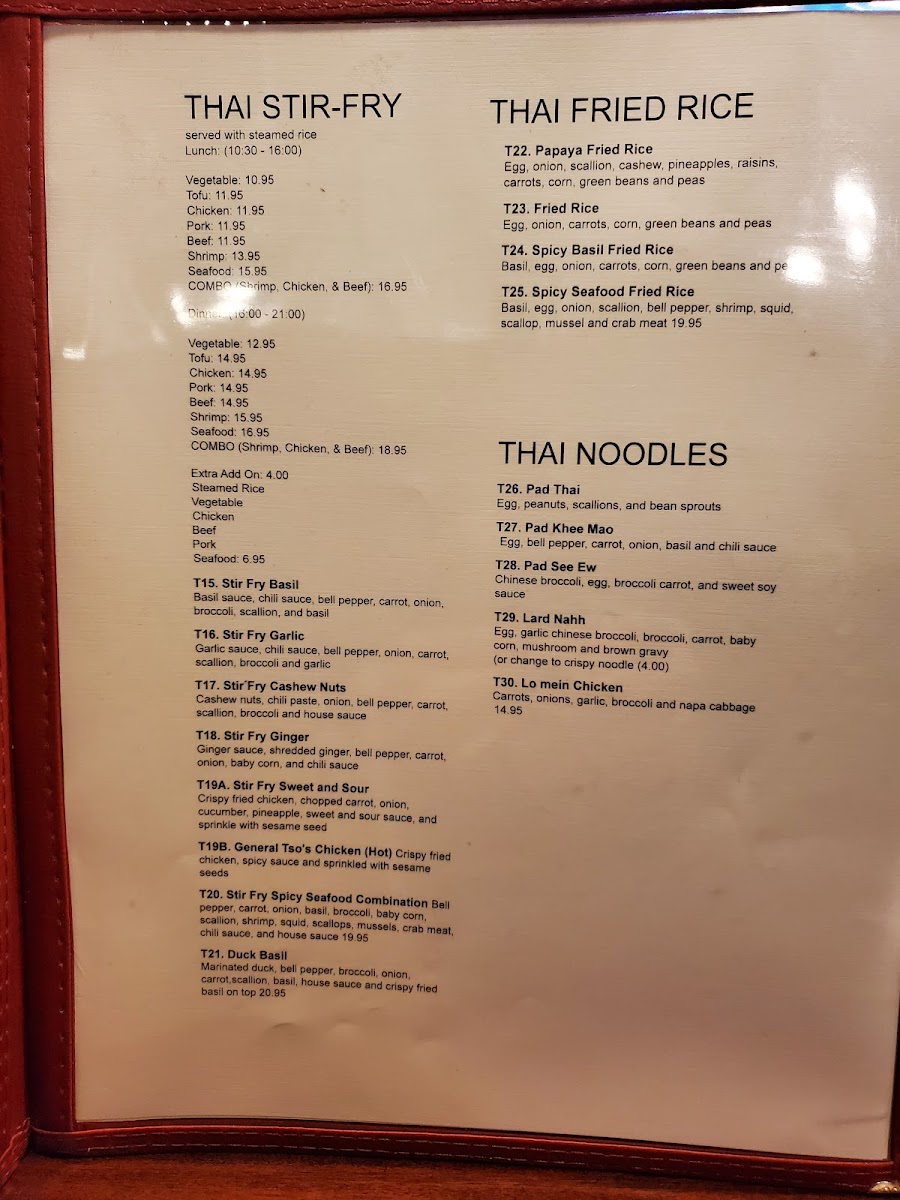 THAI STIR-FRY
served with steamed rice
Lunch: (10:30 - 16:00)
Vegetable: 10.95
Tofu: 11.95
Chicken: 11.95
Pork: 11.95
Beef: 11.95
Shrimp: 13.95
Seafood: 15.95
COMBO (Shrimp, Chicken, & Beef): 16.95
Dinner: (16:00 - 21:00)
Vegetable: 12.95
Tofu: 14.95
Chicken: 14.95
Pork: 14.95
Beef: 14.95
Shrimp: 15.95
Seafood: 16.95
COMBO (Shrimp, Chicken, & Beef): 18.95
Extra Add On: 4.00
Steamed Rice
Vegetable
Chicken
Beef
Pork
Seafood: 6.95
T15. Stir Fry Basil
Basil sauce, chili sauce, bell pepper, carrot, onion,
broccoli, scallion, and basil
T16. Stir Fry Garlic
Garlic sauce, chili sauce, bell pepper, onion, carrot,
scallion, broccoli and garlic
T17. Stir'Fry Cashew Nuts
Cashew nuts, chili paste, onion, bell pepper, carrot,
scallion, broccoli and house sauce
T18. Stir Fry Ginger
Ginger sauce, shredded ginger, bell pepper, carrot,
onion, baby corn, and chili sauce
T19A. Stir Fry Sweet and Sour
Crispy fried chicken, chopped carrot, onion,
cucumber, pineapple, sweet and sour sauce, and
sprinkle with sesame seed
T19B. General Tso's Chicken (Hot) Crispy fried
chicken, spicy sauce and sprinkled with sesame
seeds
T20. Stir Fry Spicy Seafood Combination Bell
pepper, carrot, onion, basil, broccoli, baby corn,
scallion, shrimp, squid, scallops, mussels, crab meat,
chili sauce, and house sauce 19.95
T21. Duck Basil
Marinated duck, bell pepper, broccoli, onion,
carrot,scallion, basil, house sauce and crispy fried
basil on top 20.95
THAI FRIED RICE
T22. Papaya Fried Rice
Egg, onion, scallion, cashew, pineapples, raisins,
carrots, corn, green beans and peas
T23. Fried Rice
Egg, onion, carrots, corn, green beans and peas
T24. Spicy Basil Fried Rice
Basil, egg, onion, carrots, corn, green beans and
T25. Spicy Seafood Fried Rice
Basil, egg, onion, scallion, bell pepper, shrimp, squid,
scallop, mussel and crab meat 19.95
THAI NOODLES
T26. Pad Thai
Egg, peanuts, scallions, and bean sprouts
T27. Pad Khee Mao
Egg, bell pepper, carrot, onion, basil and chili sauce
T28. Pad See Ew
Chinese broccoli, egg, broccoli carrot, and sweet soy
sauce
T29. Lard Nahh
Egg, garlic chinese broccoli, broccoli, carrot, baby
corn, mushroom and brown gravy
(or change to crispy noodle (4.00)
T30. Lo mein Chicken
Carrots, onions, garlic, broccoli and napa cabbage
14.95